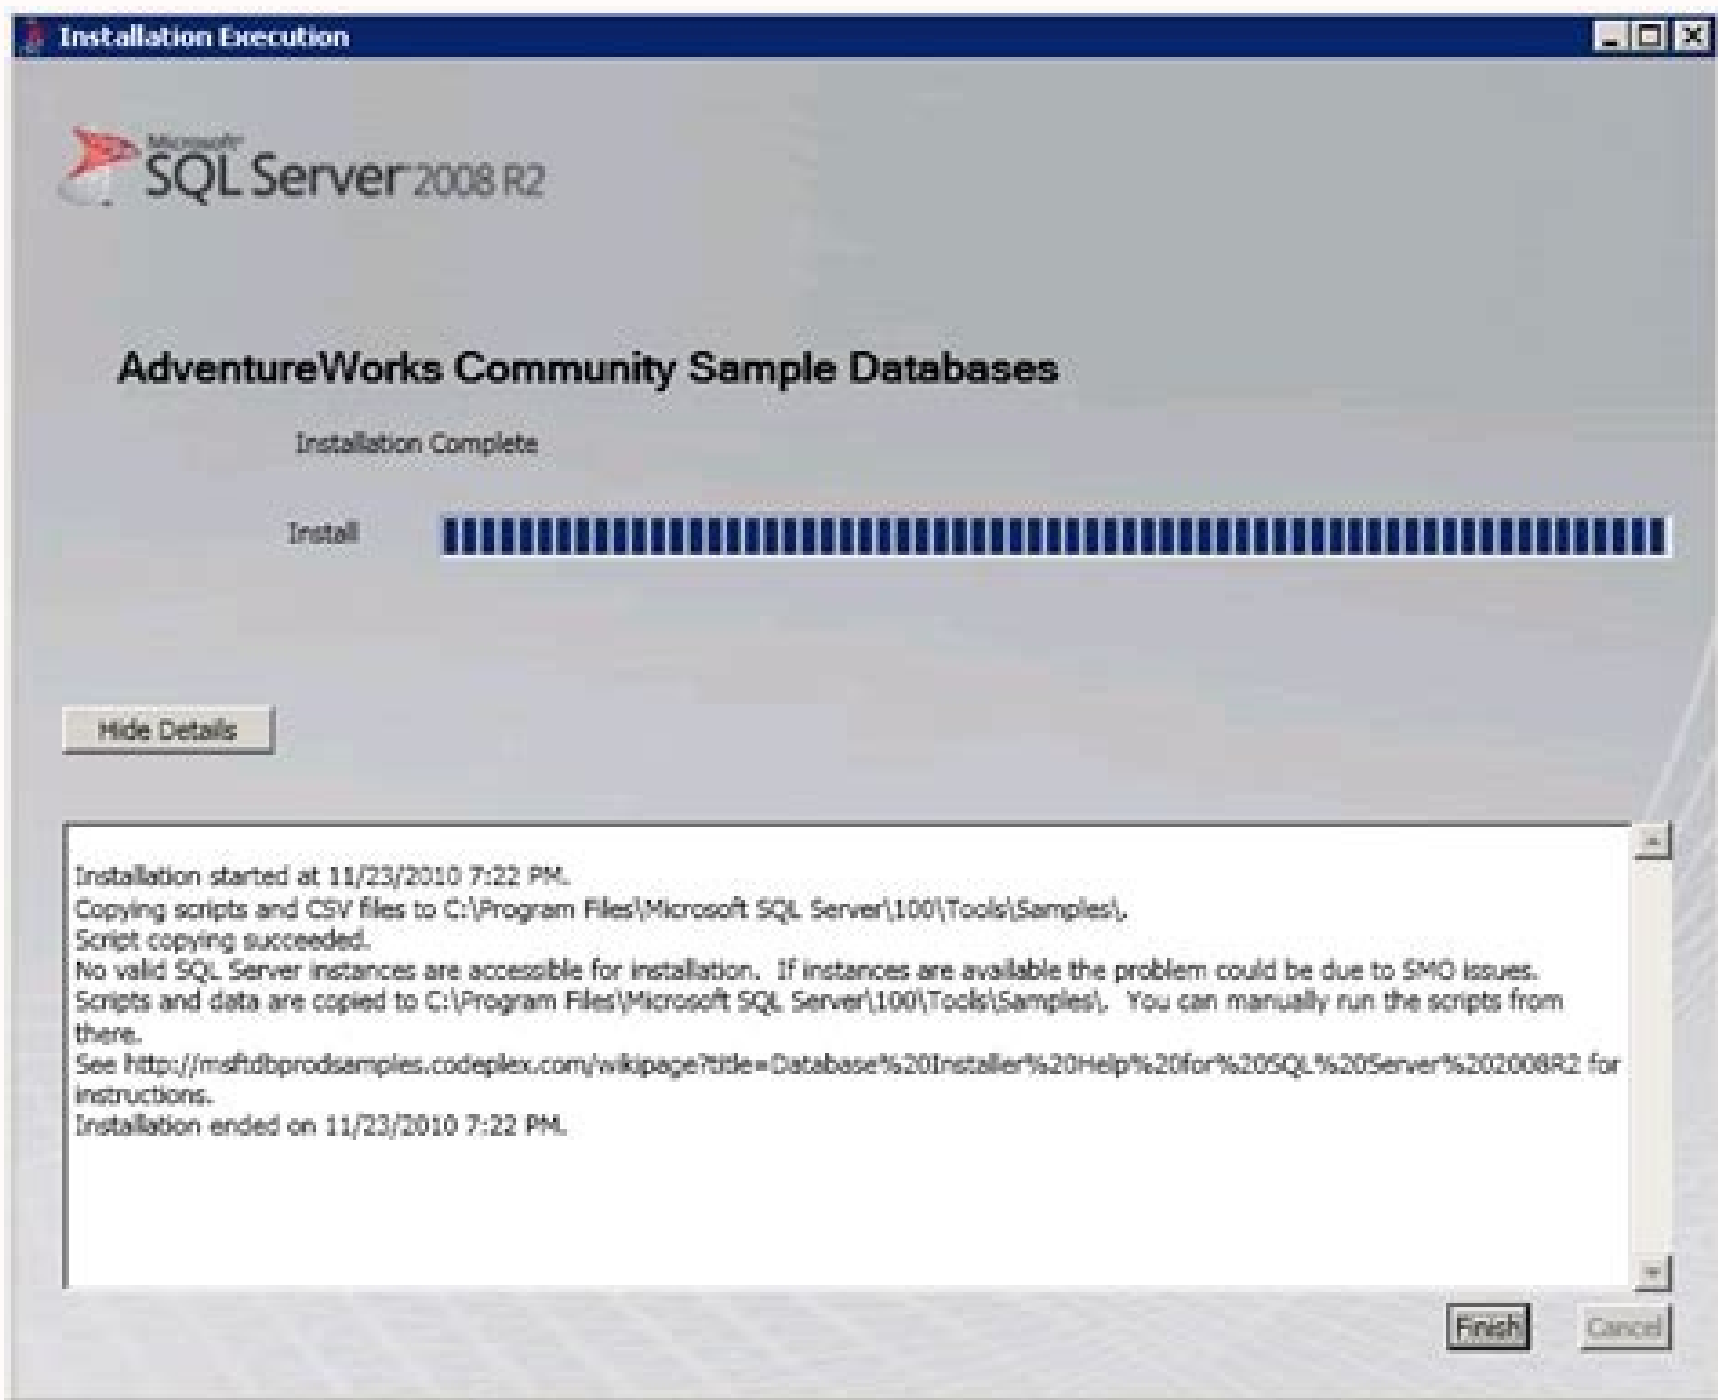 Installation Execution
Microsoft
SQL Server 2008 R2
AdventureWorks Community Sample Databases
Installation Complete
Install
Hide Details
Installation started at 11/23/2010 7:22 PM.
Copying scripts and CSV files to C:\Program Files\Microsoft SQL Server\100\Tools\Samples\.
Script copying succeeded.
No valid SQL Server instances are accessible for installation.  If instances are available the problem could be due to SMO issues.
Scripts and data are copied to C:\Program Files\Microsoft SQL Server\100\Tools\Samples\.  You can manually run the scripts from
there.
See http://msftdbprodsamples.codeplex.com/wikipage?title=Database%20Installer%20Help%20for%20SQL%20Server%202008R2 for
instructions.
Installation ended on 11/23/2010 7:22 PM.
Finish
Cancel